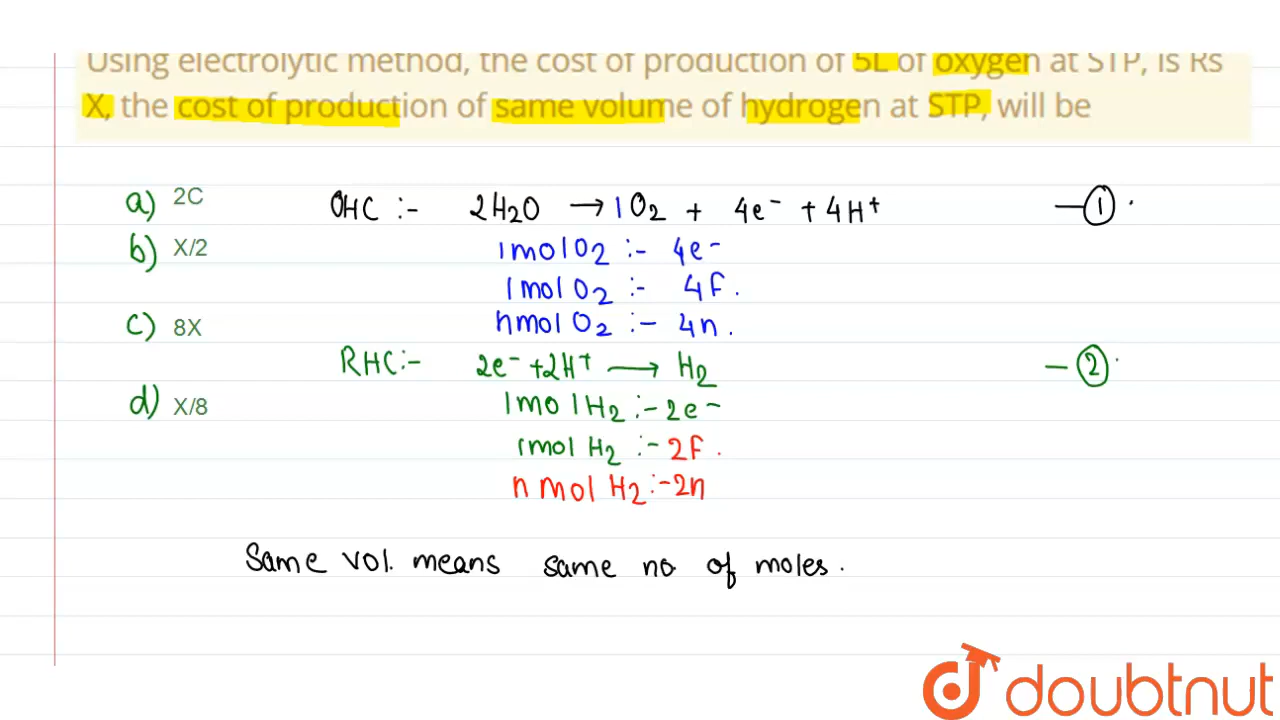 Using electrolytic method, the cost of production of 5L of oxygen at STP, is Rs
X, the cost of production of same volume of hydrogen at STP, will be
a) 2C
OHC :- 2H2O → 1O2 + 4e⁻ + 4H⁺ —①.
b) X/2
1molO2 :- 4e⁻
1mol O2 :- 4F.
c) 8X
nmol O2 :- 4n.
RHC:- 2e⁻ + 2H⁺ → H2 —②.
d) X/8
1mol H2 :- 2e⁻
1mol H2 :- 2F.
n mol H2 :- 2n
Same vol. means same no of moles.
doubtnut